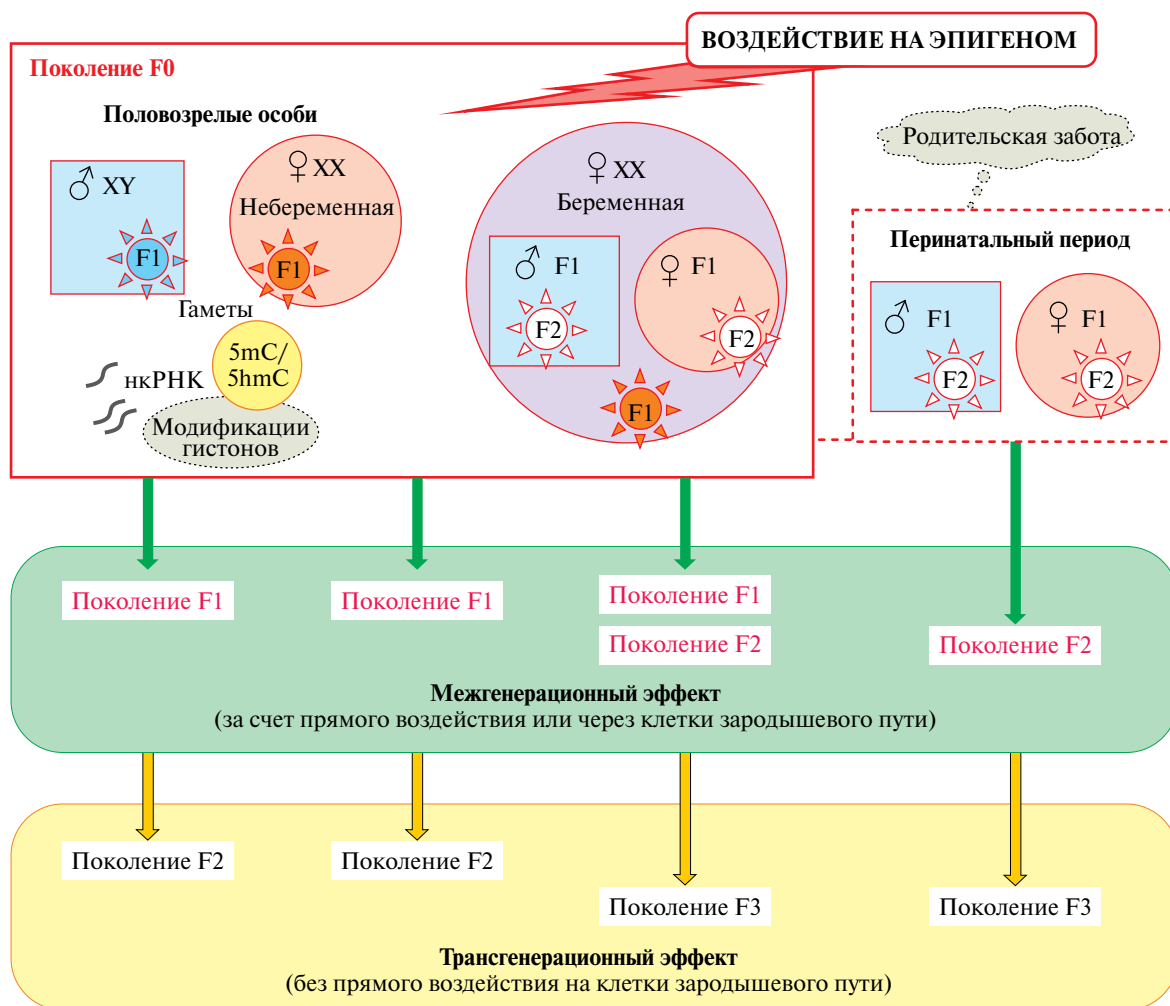 ВОЗДЕЙСТВИЕ НА ЭПИГЕНОМ
Поколение F0
Половозрелые особи
♂ XY
F1
♀ XX
Небеременная
F1
Гаметы
5mC/
5hmC
нкРНК
Модификации
гистонов
♀ XX
Беременная
♂ F1
F2
♀ F1
F2
F1
Родительская забота
Перинатальный период
♂ F1
F2
♀ F1
F2
Поколение F1
Поколение F1
Поколение F1
Поколение F2
Поколение F2
Межгенерационный эффект
(за счет прямого воздействия или через клетки зародышевого пути)
Поколение F2
Поколение F2
Поколение F3
Поколение F3
Трансгенерационный эффект
(без прямого воздействия на клетки зародышевого пути)